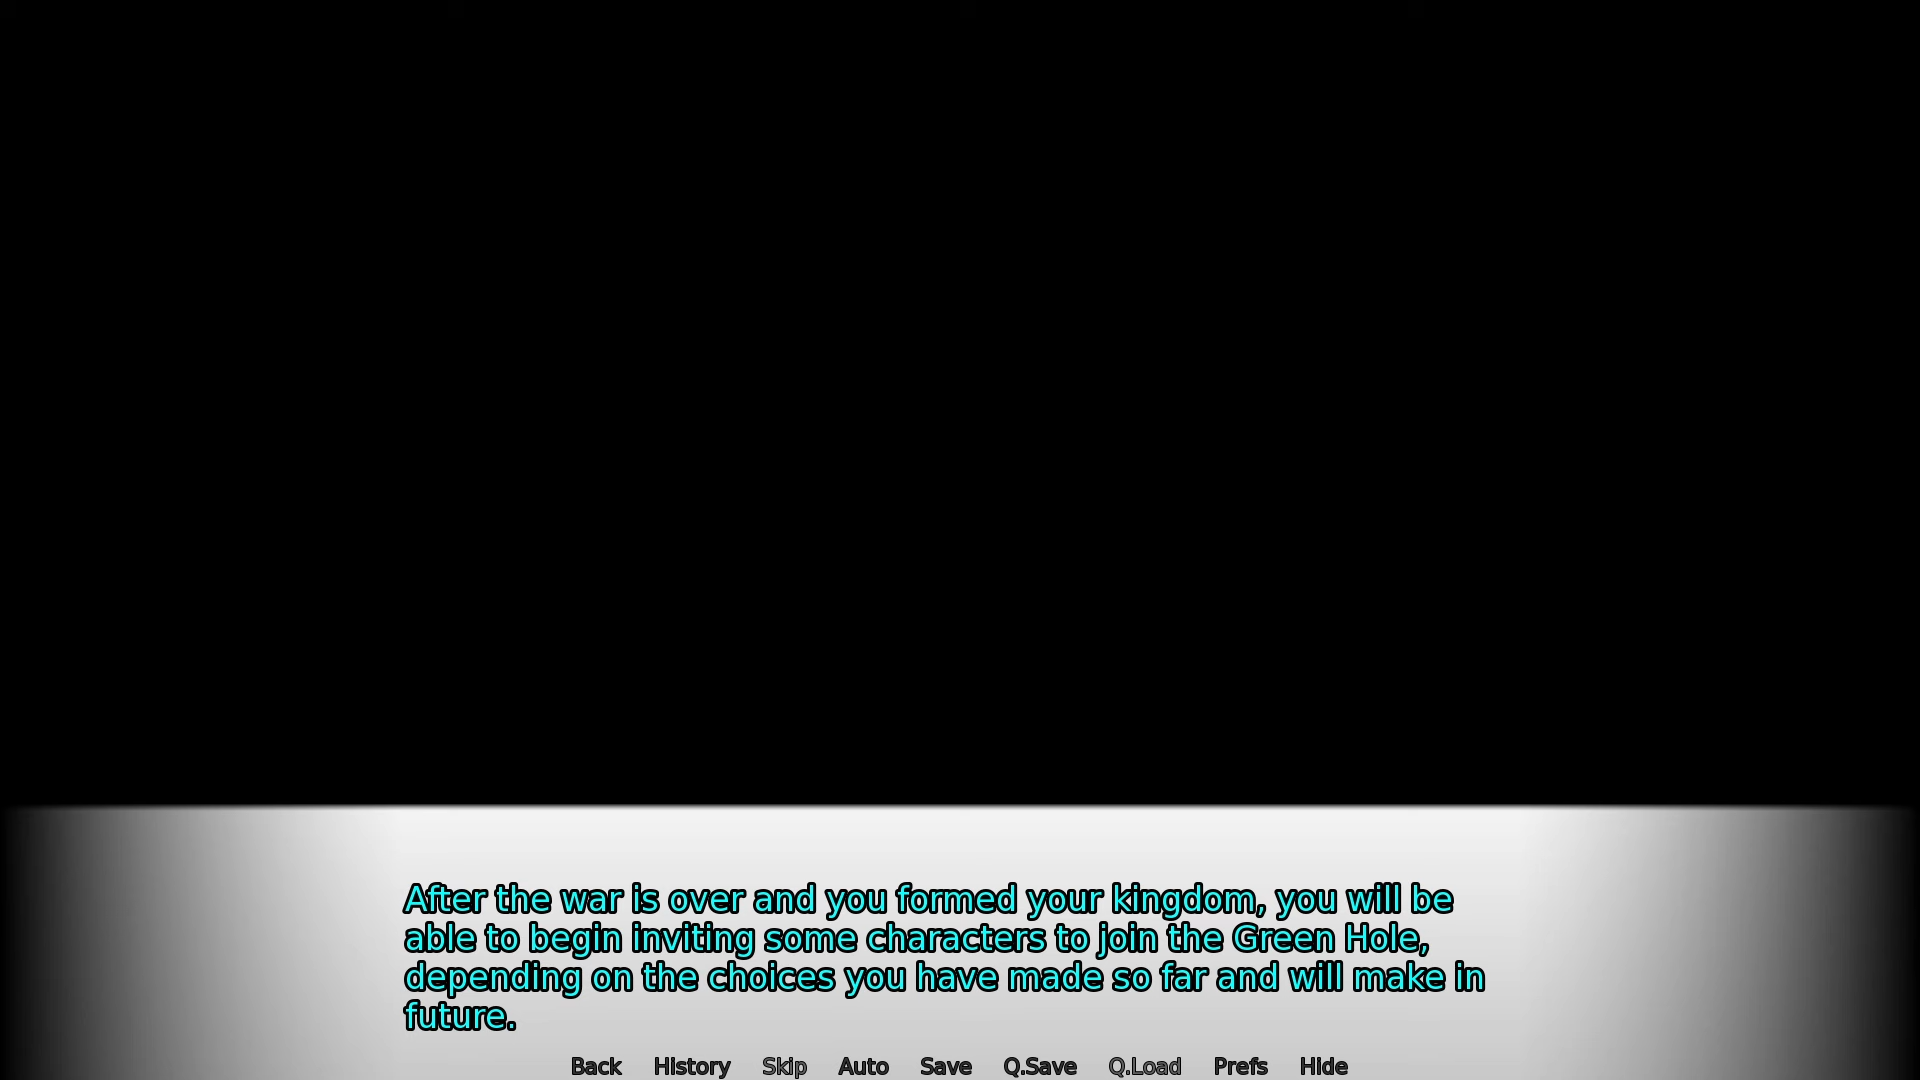 After the war is over and you formed your kingdom, you will be
able to begin inviting some characters to join the Green Hole,
depending on the choices you have made so far and will make in
future.
Back History Skip Auto Save Q.Save Q.Load Prefs Hide